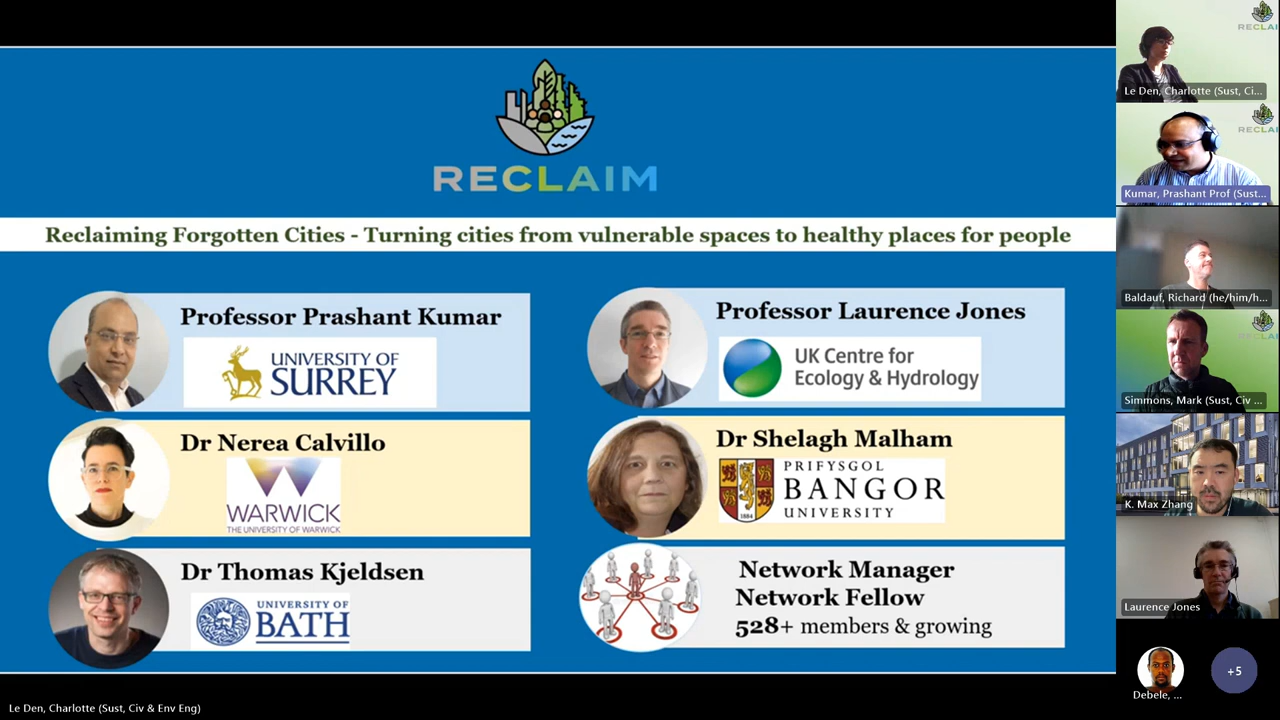 RECLAIM
Reclaiming Forgotten Cities - Turning cities from vulnerable spaces to healthy places for people
Professor Prashant Kumar
UNIVERSITY OF
SURREY
Professor Laurence Jones
UK Centre for
Ecology & Hydrology
Dr Nerea Calvillo
WARWICK
THE UNIVERSITY OF WARWICK
Dr Shelagh Malham
PRIFYSGOL
BANGOR
UNIVERSITY
1884
Dr Thomas Kjeldsen
UNIVERSITY OF
BATH
Network Manager
Network Fellow
528+ members & growing
RECLAI
Le Den, Charlotte (Sust, Ci...
RECLAI
Kumar, Prashant Prof (Sust...
Baldauf, Richard (he/him/h...
RECLAI
Simmons, Mark (Sust, Civ ...
K. Max Zhang
Laurence Jones
Debele, ...
+5
Le Den, Charlotte (Sust, Civ & Env Eng)